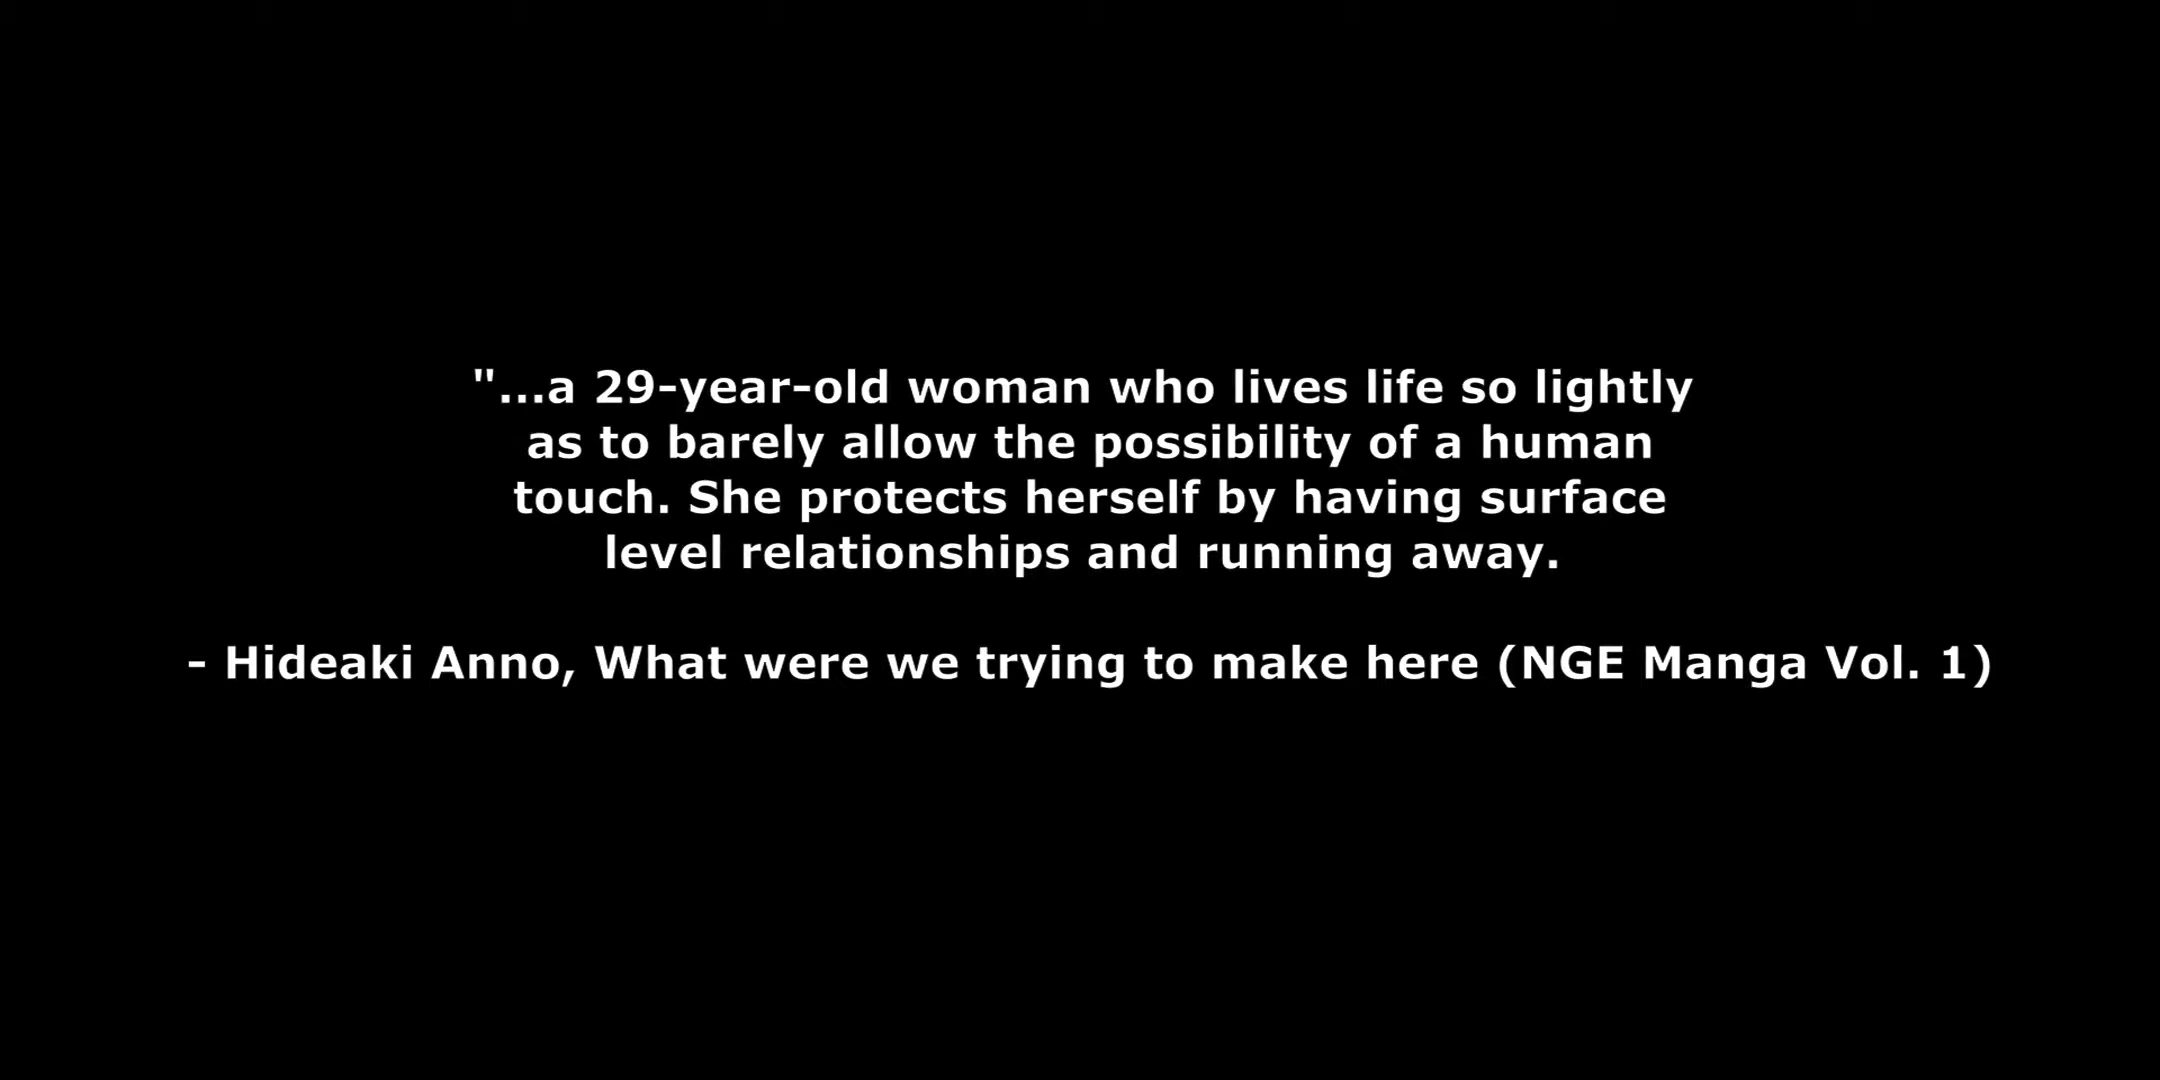 "...a 29-year-old woman who lives life so lightly
as to barely allow the possibility of a human
touch. She protects herself by having surface
level relationships and running away.
- Hideaki Anno, What were we trying to make here (NGE Manga Vol. 1)